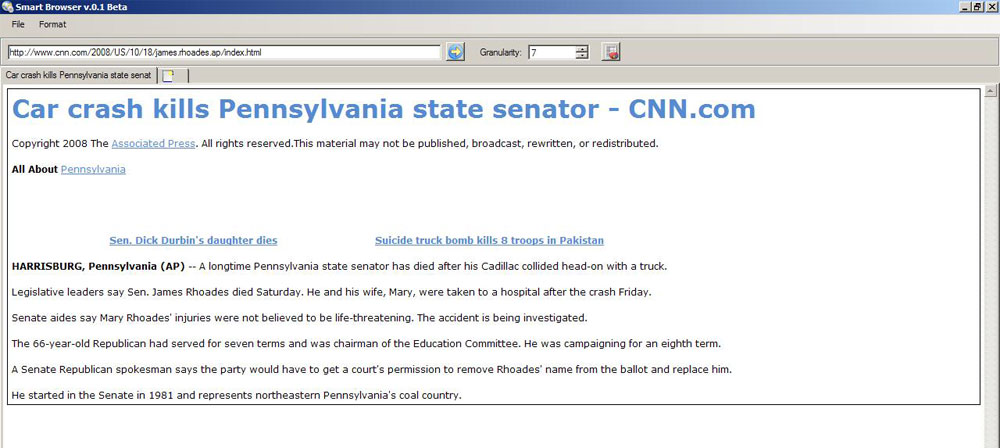 Smart Browser v.0.1 Beta
File Format
http://www.cnn.com/2008/US/10/18/james.rhoades.ap/index.html Granularity: 7
Car crash kills Pennsylvania state senat
Car crash kills Pennsylvania state senator - CNN.com
Copyright 2008 The Associated Press. All rights reserved.This material may not be published, broadcast, rewritten, or redistributed.
All About Pennsylvania
Sen. Dick Durbin's daughter dies Suicide truck bomb kills 8 troops in Pakistan
HARRISBURG, Pennsylvania (AP) -- A longtime Pennsylvania state senator has died after his Cadillac collided head-on with a truck.
Legislative leaders say Sen. James Rhoades died Saturday. He and his wife, Mary, were taken to a hospital after the crash Friday.
Senate aides say Mary Rhoades' injuries were not believed to be life-threatening. The accident is being investigated.
The 66-year-old Republican had served for seven terms and was chairman of the Education Committee. He was campaigning for an eighth term.
A Senate Republican spokesman says the party would have to get a court's permission to remove Rhoades' name from the ballot and replace him.
He started in the Senate in 1981 and represents northeastern Pennsylvania's coal country.